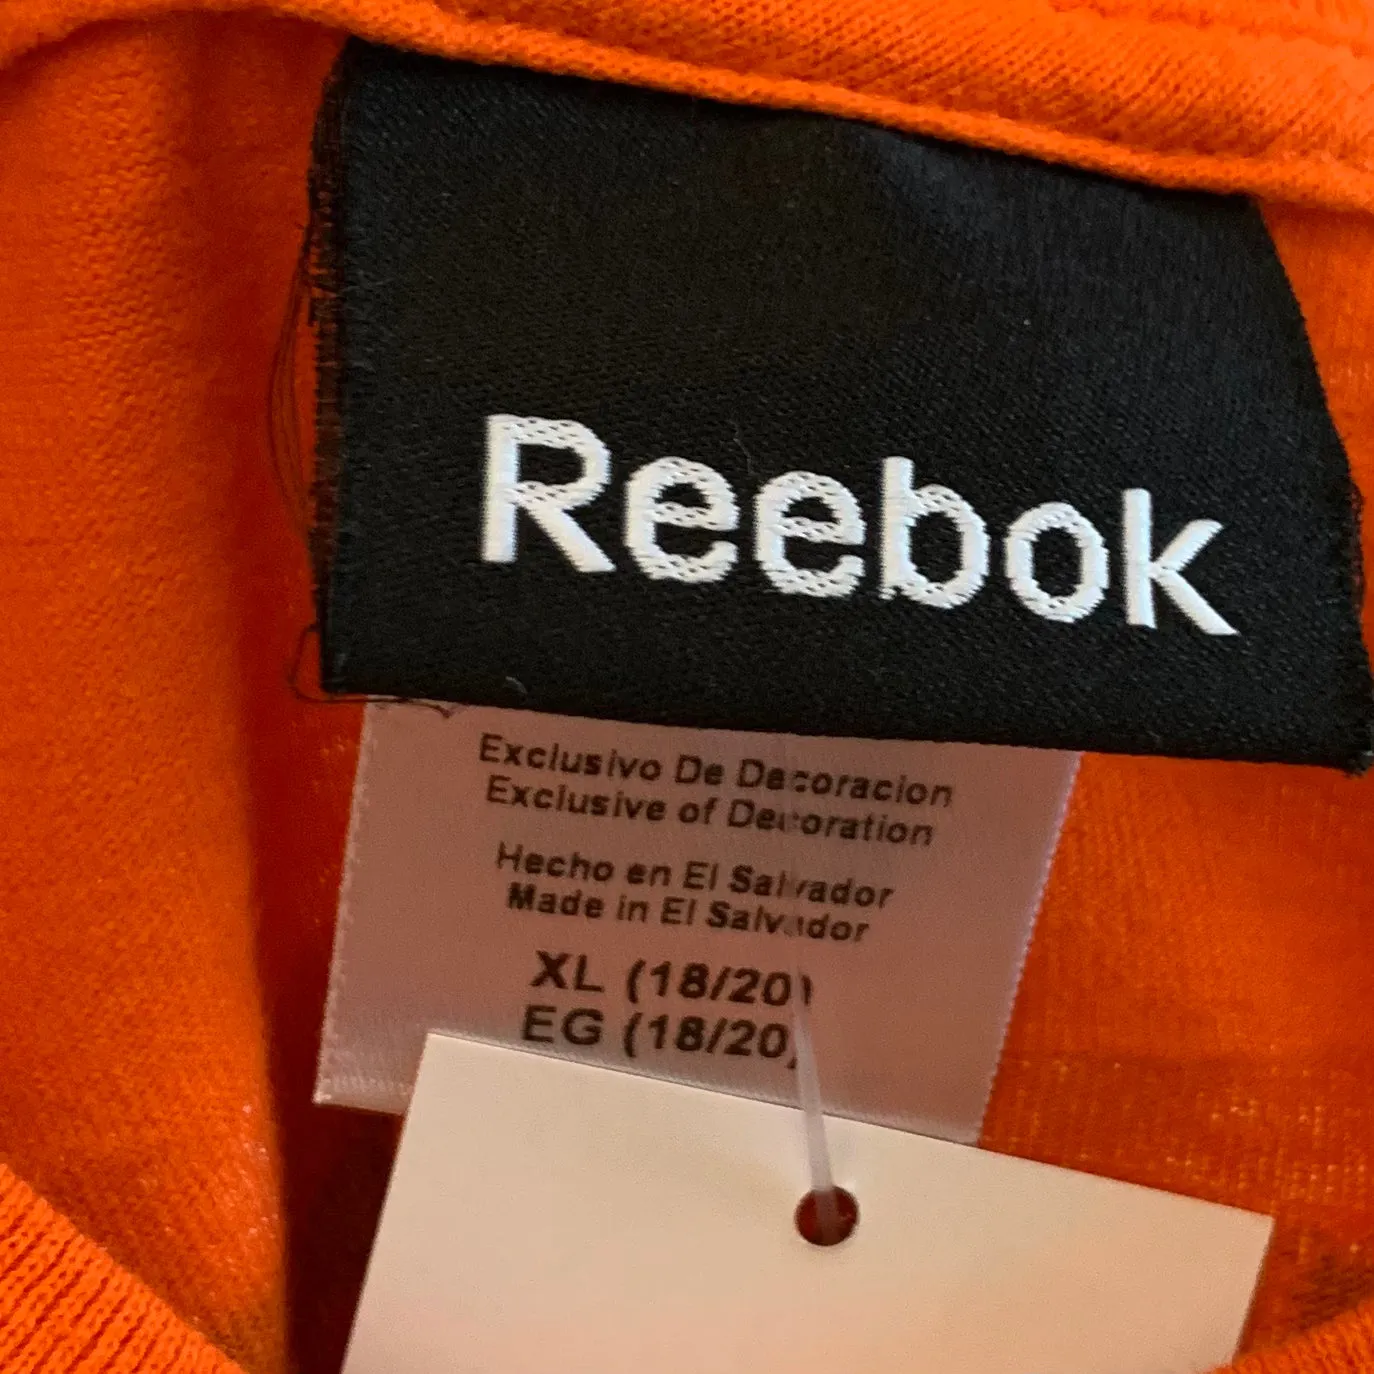 Reebok
Exclusivo De Decoracion
Exclusive of Decoration
Hecho en El Salvador
Made in El Salvador
XL (18/20)
EG (18/20)